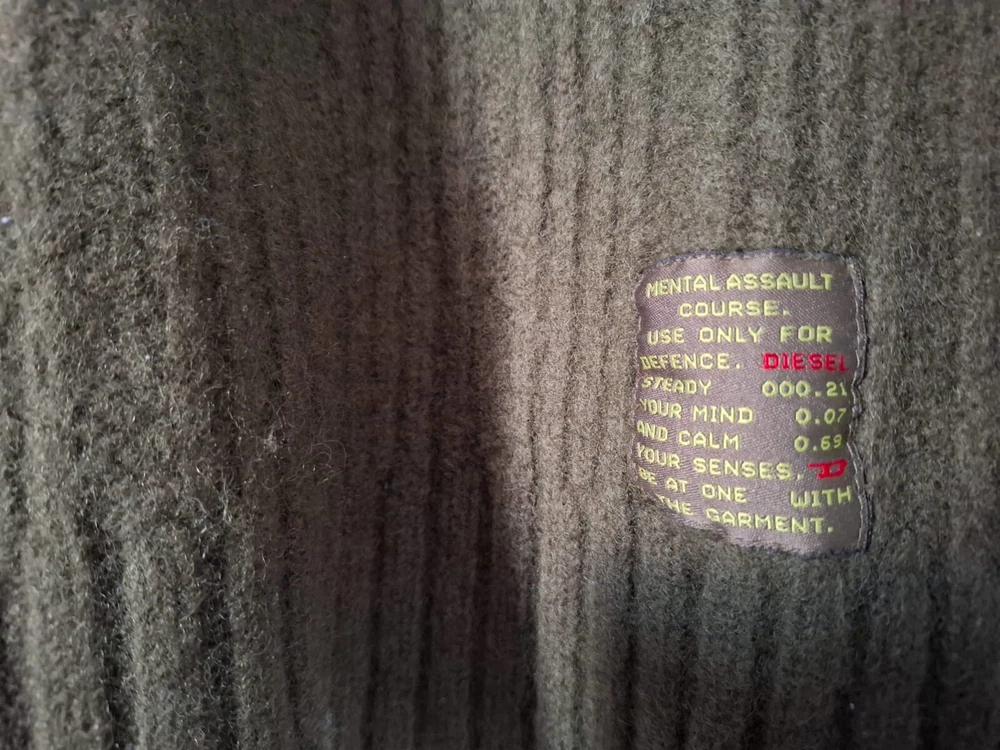 MENTAL ASSAULT
COURSE.
USE ONLY FOR
DEFENCE. DIESEL
STEADY 000.21
YOUR MIND 0.07
AND CALM 0.69
YOUR SENSES. D
BE AT ONE WITH
THE GARMENT.